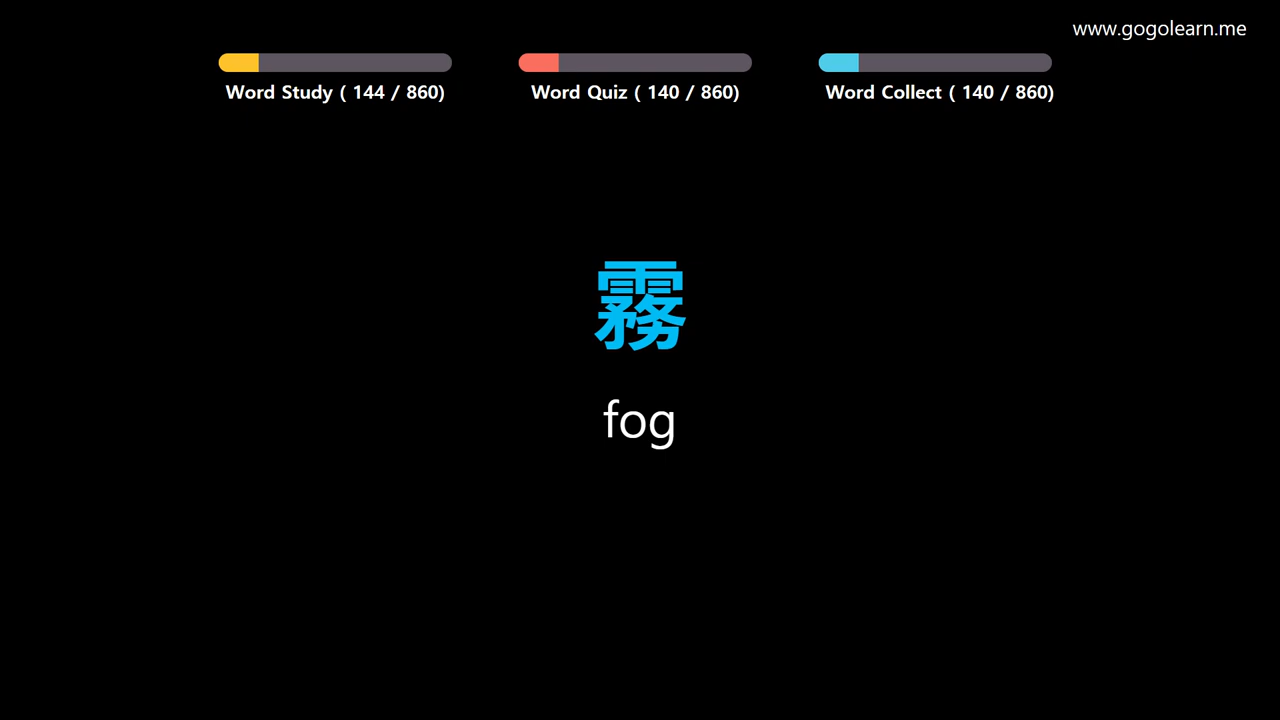 www.gogolearn.me
Word Study ( 144 / 860)
Word Quiz ( 140 / 860)
Word Collect ( 140 / 860)
霧
fog